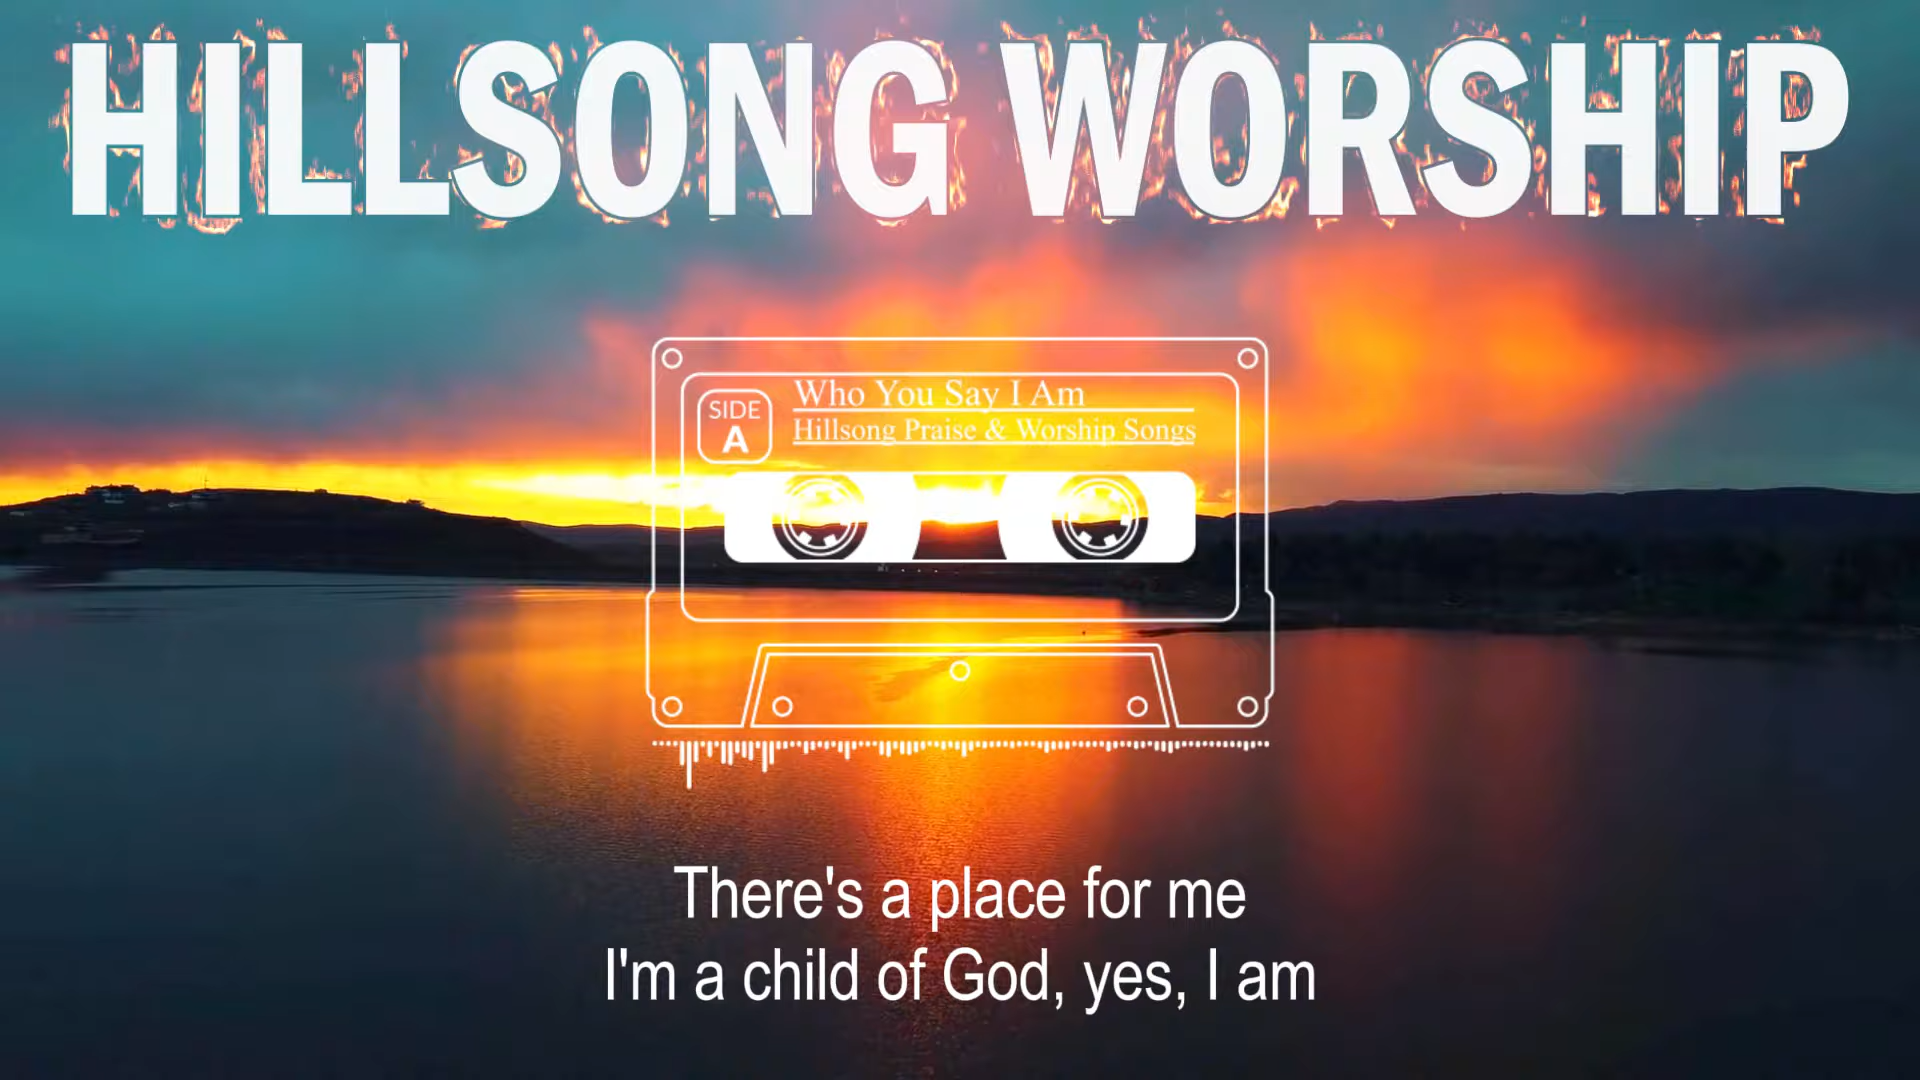 HILLSONG WORSHIP
SIDE
A
Who You Say I Am
Hillsong Praise & Worship Songs
There's a place for me
I'm a child of God, yes, I am